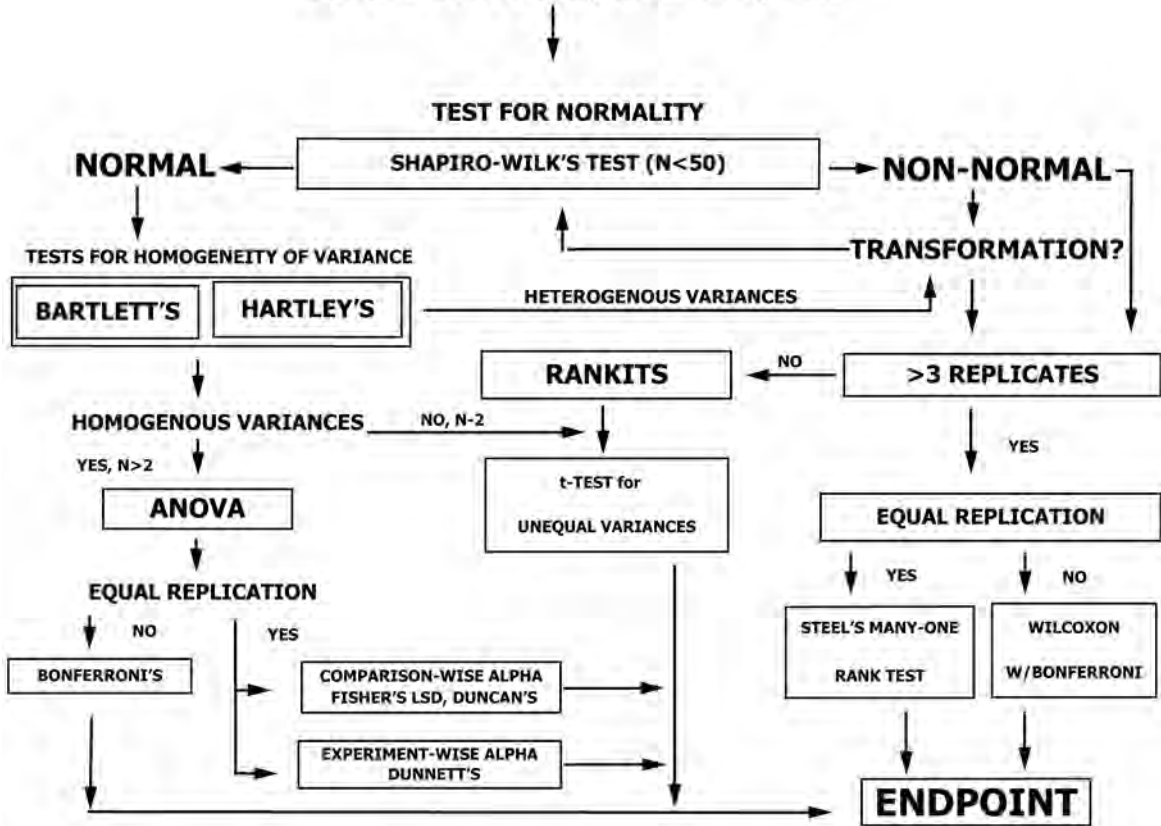 TEST FOR NORMALITY
SHAPIRO-WILK'S TEST (N<50)
NORMAL
NON-NORMAL
TRANSFORMATION?
TESTS FOR HOMOGENEITY OF VARIANCE
BARTLETT'S
HARTLEY'S
HETEROGENOUS VARIANCES
RANKITS
NO
>3 REPLICATES
HOMOGENOUS VARIANCES
NO, N-2
YES
YES, N>2
t-TEST for
UNEQUAL VARIANCES
ANOVA
EQUAL REPLICATION
EQUAL REPLICATION
YES
NO
NO
YES
STEEL'S MANY-ONE
RANK TEST
WILCOXON
W/BONFERRONI
BONFERRONI'S
COMPARISON-WISE ALPHA
FISHER'S LSD, DUNCAN'S
EXPERIMENT-WISE ALPHA
DUNNETT'S
ENDPOINT